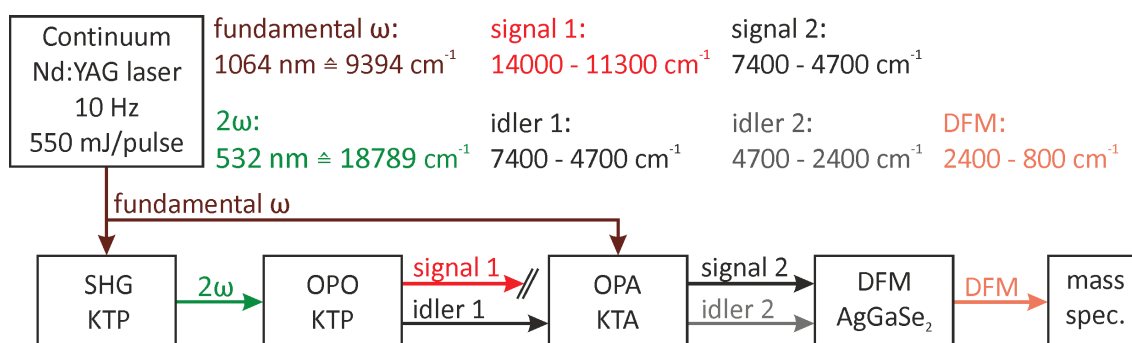 Continuum
Nd:YAG laser
10 Hz
550 mJ/pulse
fundamental ω:
1064 nm ≙ 9394 cm⁻¹
signal 1:
14000 - 11300 cm⁻¹
signal 2:
7400 - 4700 cm⁻¹
2ω:
532 nm ≙ 18789 cm⁻¹
idler 1:
7400 - 4700 cm⁻¹
idler 2:
4700 - 2400 cm⁻¹
DFM:
2400 - 800 cm⁻¹
fundamental ω
SHG
KTP
2ω
OPO
KTP
signal 1
idler 1
OPA
KTA
signal 2
idler 2
DFM
AgGaSe₂
DFM
mass
spec.